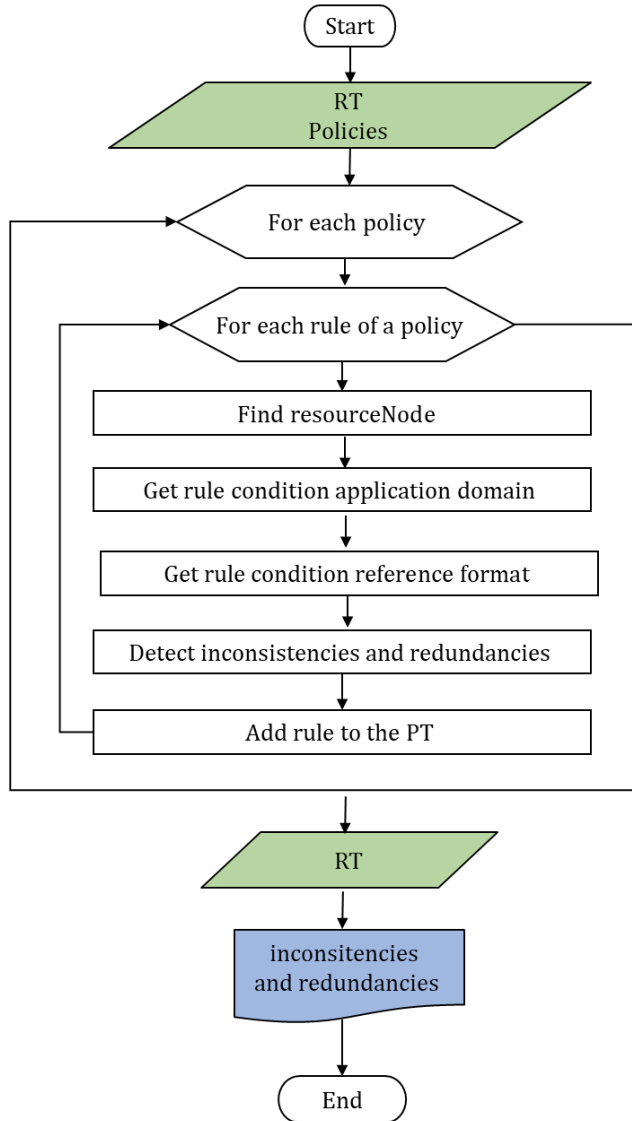 Start
RT
Policies
For each policy
For each rule of a policy
Find resourceNode
Get rule condition application domain
Get rule condition reference format
Detect inconsistencies and redundancies
Add rule to the PT
RT
inconsitencies
and redundancies
End